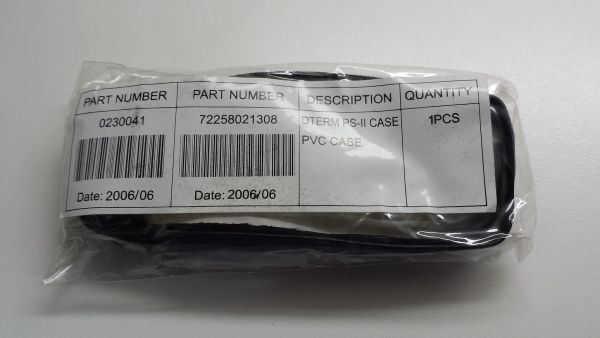 PART NUMBER PART NUMBER DESCRIPTION QUANTITY
0230041 72258021308 DTERM PS-II CASE 1PCS
PVC CASE
Date: 2006/06 Date: 2006/06